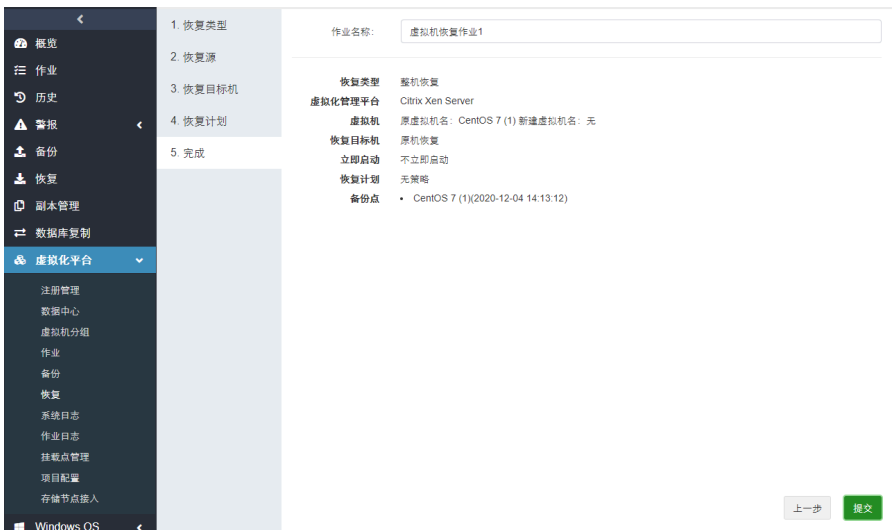 概览
作业
历史
警报
备份
恢复
副本管理
数据库复制
虚拟化平台
注册管理
数据中心
虚拟机分组
作业
备份
恢复
系统日志
作业日志
挂载点管理
项目配置
存储节点接入
Windows OS
1. 恢复类型
2. 恢复源
3. 恢复目标机
4. 恢复计划
5. 完成
作业名称: 虚拟机恢复作业1
恢复类型 整机恢复
虚拟化管理平台 Citrix Xen Server
虚拟机 原虚拟机名：CentOS 7 (1) 新建虚拟机名：无
恢复目标机 原机恢复
立即启动 不立即启动
恢复计划 无策略
备份点 • CentOS 7 (1)(2020-12-04 14:13:12)
上一步 提交